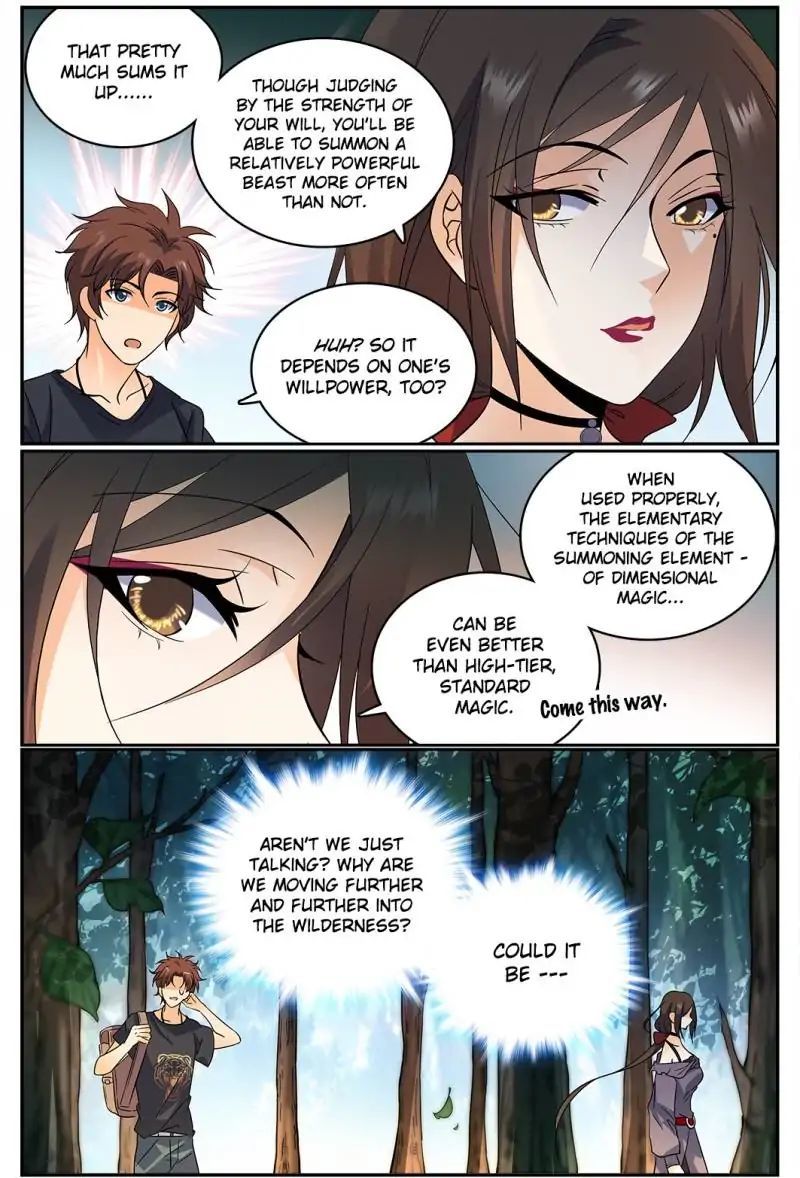 THAT PRETTY
MUCH SUMS IT
UP......
THOUGH JUDGING
BY THE STRENGTH OF
YOUR WILL, YOU'LL BE
ABLE TO SUMMON A
RELATIVELY POWERFUL
BEAST MORE OFTEN
THAN NOT.
HUH? SO IT
DEPENDS ON ONE'S
WILLPOWER, TOO?
WHEN
USED PROPERLY,
THE ELEMENTARY
TECHNIQUES OF THE
SUMMONING ELEMENT -
OF DIMENSIONAL
MAGIC...
CAN BE
EVEN BETTER
THAN HIGH-TIER,
STANDARD
MAGIC.
Come this way.
AREN'T WE JUST
TALKING? WHY ARE
WE MOVING FURTHER
AND FURTHER INTO
THE WILDERNESS?
COULD IT
BE ---